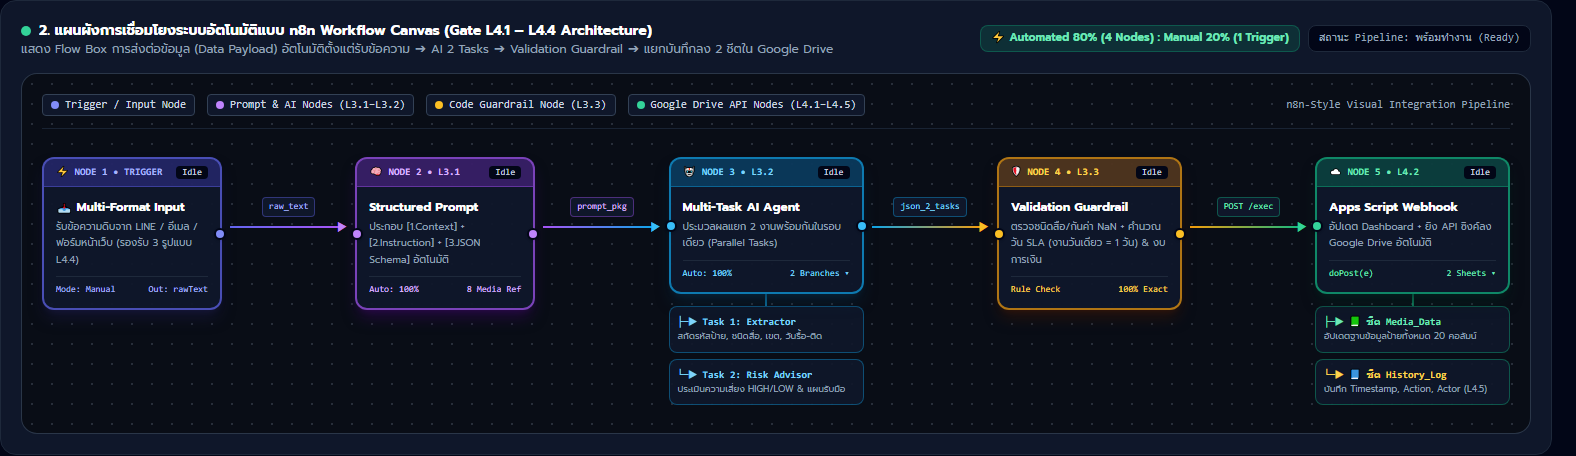 2. แผนผังการเชื่อมโยงระบบอัตโนมัติแบบ n8n Workflow Canvas (Gate L4.1 – L4.4 Architecture)
แสดง Flow Box การส่งต่อข้อมูล (Data Payload) อัตโนมัติตั้งแต่รับข้อความ → AI 2 Tasks → Validation Guardrail → แยกบันทึกลง 2 ชีตใน Google Drive
⚡ Automated 80% (4 Nodes) : Manual 20% (1 Trigger)
สถานะ Pipeline: พร้อมทำงาน (Ready)
Trigger / Input Node
Prompt & AI Nodes (L3.1–L3.2)
Code Guardrail Node (L3.3)
Google Drive API Nodes (L4.1–L4.5)
n8n-Style Visual Integration Pipeline
⚡ NODE 1 • TRIGGER
Idle
📥 Multi-Format Input
รับข้อความดิบจาก LINE / อีเมล /
ฟอร์มหน้าเว็บ (รองรับ 3 รูปแบบ
L4.4)
Mode: Manual
Out: rawText
raw_text
🧠 NODE 2 • L3.1
Idle
Structured Prompt
ประกอบ [1.Context] +
[2.Instruction] + [3.JSON
Schema] อัตโนมัติ
Auto: 100%
8 Media Ref
prompt_pkg
🤖 NODE 3 • L3.2
Idle
Multi-Task AI Agent
ประมวลผลแยก 2 งานพร้อมกันในรอบ
เดียว (Parallel Tasks)
Auto: 100%
2 Branches ▾
├─▶ Task 1: Extractor
สกัดรหัสป้าย, ชนิดสื่อ, เขต, วันรื้อ-ติด
└─▶ Task 2: Risk Advisor
ประเมินความเสี่ยง HIGH/LOW & แผนรับมือ
json_2_tasks
🛡️ NODE 4 • L3.3
Idle
Validation Guardrail
ตรวจชนิดสื่อ/กันค่า NaN + คำนวณ
วัน SLA (งานวันเดียว = 1 วัน) & งบ
การเงิน
Rule Check
100% Exact
POST /exec
☁️ NODE 5 • L4.2
Idle
Apps Script Webhook
อัปเดต Dashboard + ยิง API ซิงค์ลง
Google Drive อัตโนมัติ
doPost(e)
2 Sheets ▾
├─▶ 📗 ชีต Media_Data
อัปเดตฐานข้อมูลป้ายทั้งหมด 20 คอลัมน์
└─▶ 📘 ชีต History_Log
บันทึก Timestamp, Action, Actor (L4.5)